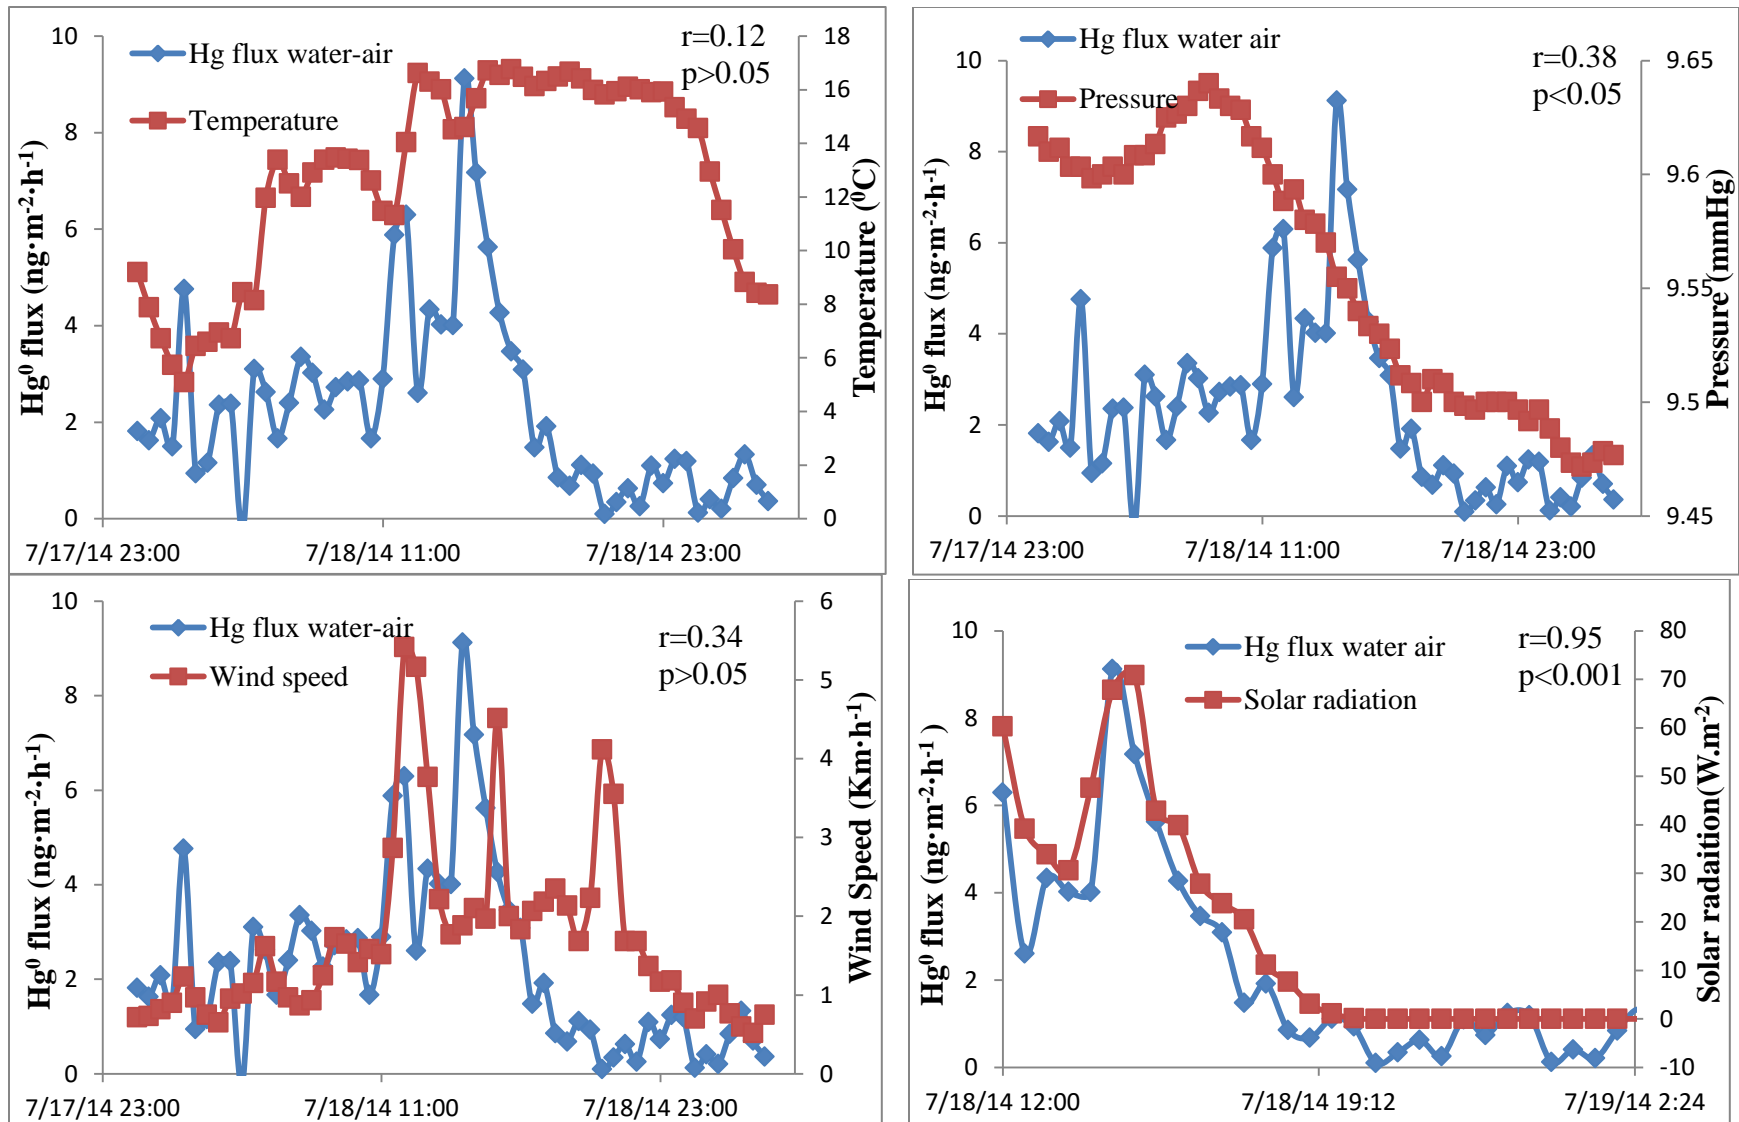 Hg flux water-air
Temperature
r=0.12
p>0.05
10
8
6
4
2
0
18
16
14
12
10
8
6
4
2
0
Hg⁰ flux (ng·m⁻²·h⁻¹)
Temperature (⁰C)
7/17/14 23:00
7/18/14 11:00
7/18/14 23:00
Hg flux water air
Pressure
r=0.38
p<0.05
10
8
6
4
2
0
9.65
9.60
9.55
9.50
9.45
Hg⁰ flux (ng·m⁻²·h⁻¹)
Pressure (mmHg)
7/17/14 23:00
7/18/14 11:00
7/18/14 23:00
Hg flux water-air
Wind speed
r=0.34
p>0.05
10
8
6
4
2
0
6
5
4
3
2
1
0
Hg⁰ flux (ng·m⁻²·h⁻¹)
Wind Speed (Km·h⁻¹)
7/17/14 23:00
7/18/14 11:00
7/18/14 23:00
Hg flux water air
Solar radiation
r=0.95
p<0.001
10
8
6
4
2
0
80
70
60
50
40
30
20
10
0
-10
Hg⁰ flux (ng·m⁻²·h⁻¹ )
Solar radaition(W.m⁻²)
7/18/14 12:00
7/18/14 19:12
7/19/14 2:24